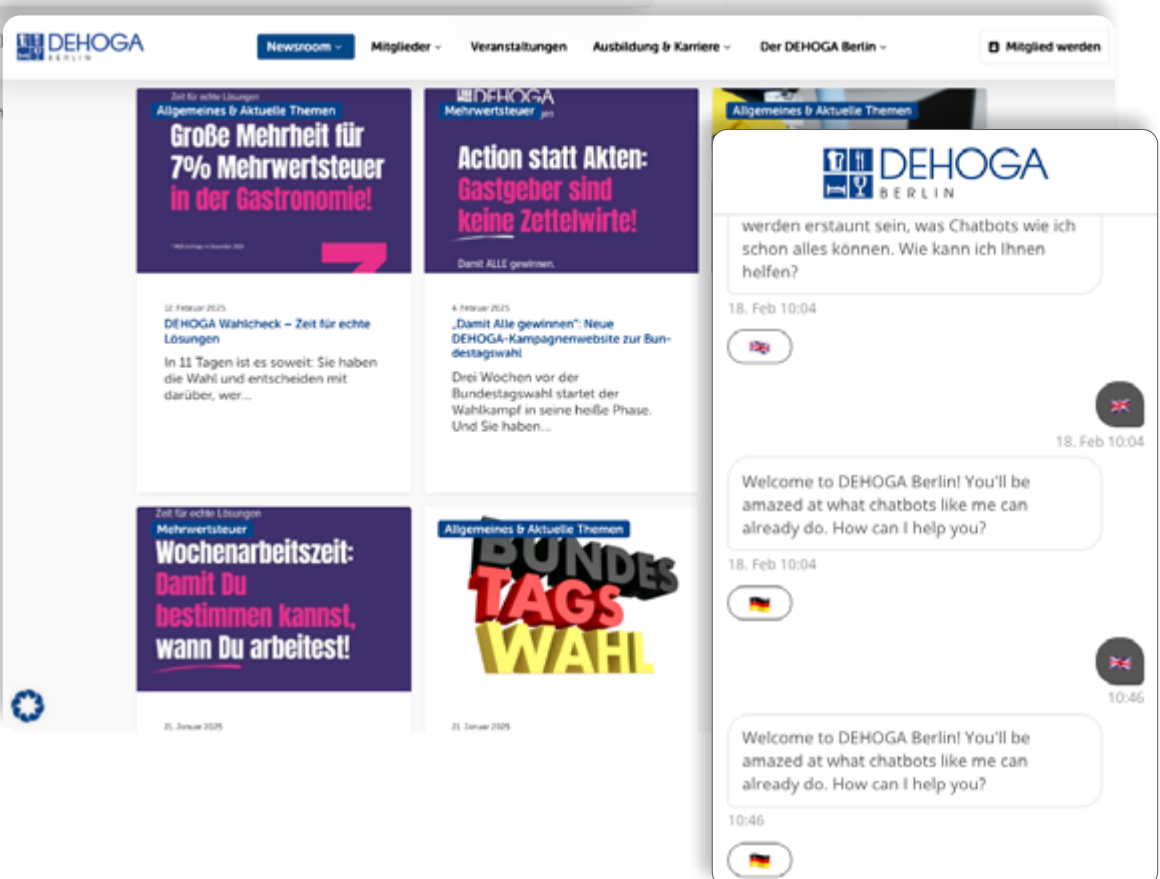 DEHOGA
BERLIN
Newsroom
Mitglieder
Veranstaltungen
Ausbildung & Karriere
Der DEHOGA Berlin
Mitglied werden
Zeit für echte Lösungen
Allgemeines & Aktuelle Themen
Große Mehrheit für
7% Mehrwertsteuer
in der Gastronomie!
12. Februar 2025
DEHOGA Wahlcheck – Zeit für echte
Lösungen
In 11 Tagen ist es soweit: Sie haben
die Wahl und entscheiden mit
darüber, wer...
DEHOGA
Mehrwertsteuer
Action statt Akten:
Gastgeber sind
keine Zettelwirte!
Damit ALLE gewinnen.
4. Februar 2025
„Damit Alle gewinnen": Neue
DEHOGA-Kampagnenwebsite zur Bun-
destagswahl
Drei Wochen vor der
Bundestagswahl startet der
Wahlkampf in seine heiße Phase.
Und Sie haben...
Allgemeines & Aktuelle Themen
Zeit für echte Lösungen
Mehrwertsteuer
Wochenarbeitszeit:
Damit Du
bestimmen kannst,
wann Du arbeitest!
21. Januar 2025
Allgemeines & Aktuelle Themen
BUNDES
TAGS
WAHL
21. Januar 2025
DEHOGA
BERLIN
werden erstaunt sein, was Chatbots wie ich
schon alles können. Wie kann ich Ihnen
helfen?
18. Feb 10:04
18. Feb 10:04
Welcome to DEHOGA Berlin! You'll be
amazed at what chatbots like me can
already do. How can I help you?
18. Feb 10:04
10:46
Welcome to DEHOGA Berlin! You'll be
amazed at what chatbots like me can
already do. How can I help you?
10:46